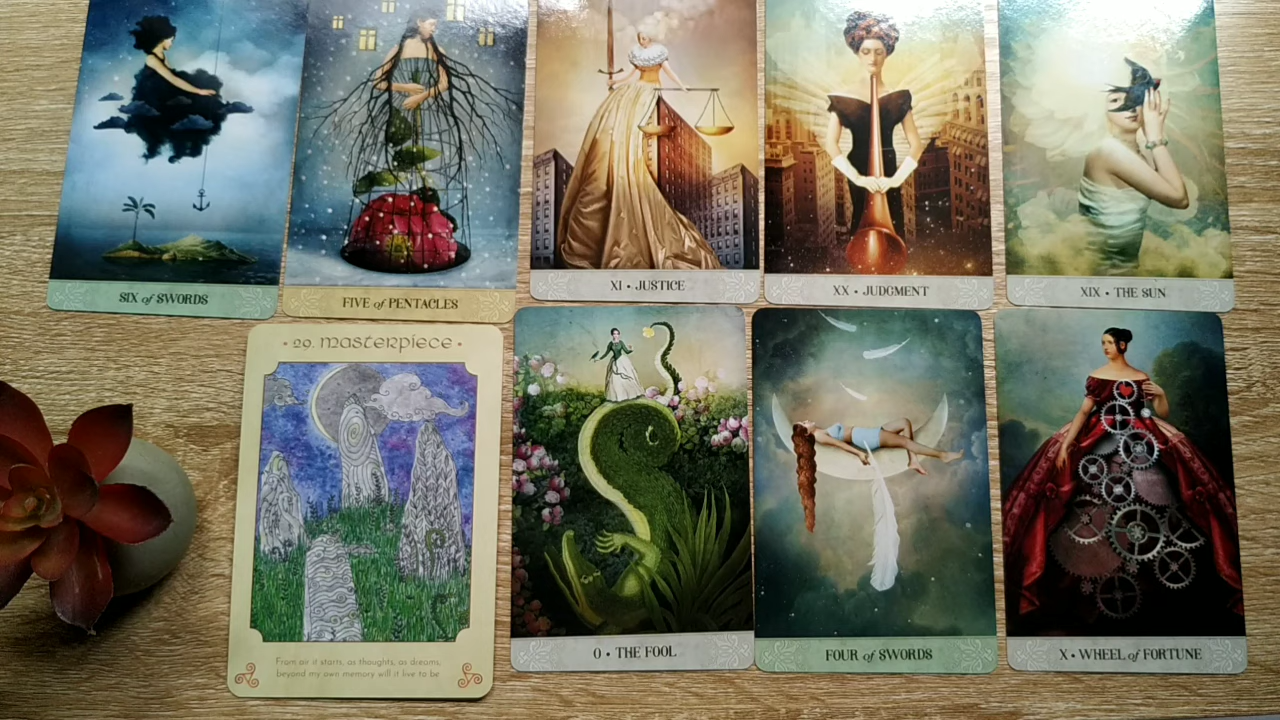 SIX of SWORDS
FIVE of PENTACLES
XI • JUSTICE
XX • JUDGMENT
XIX • THE SUN
• 29. masterpiece •
From air it starts, as thoughts, as dreams,
beyond my own memory will it live to be
0 • THE FOOL
FOUR of SWORDS
X • WHEEL of FORTUNE